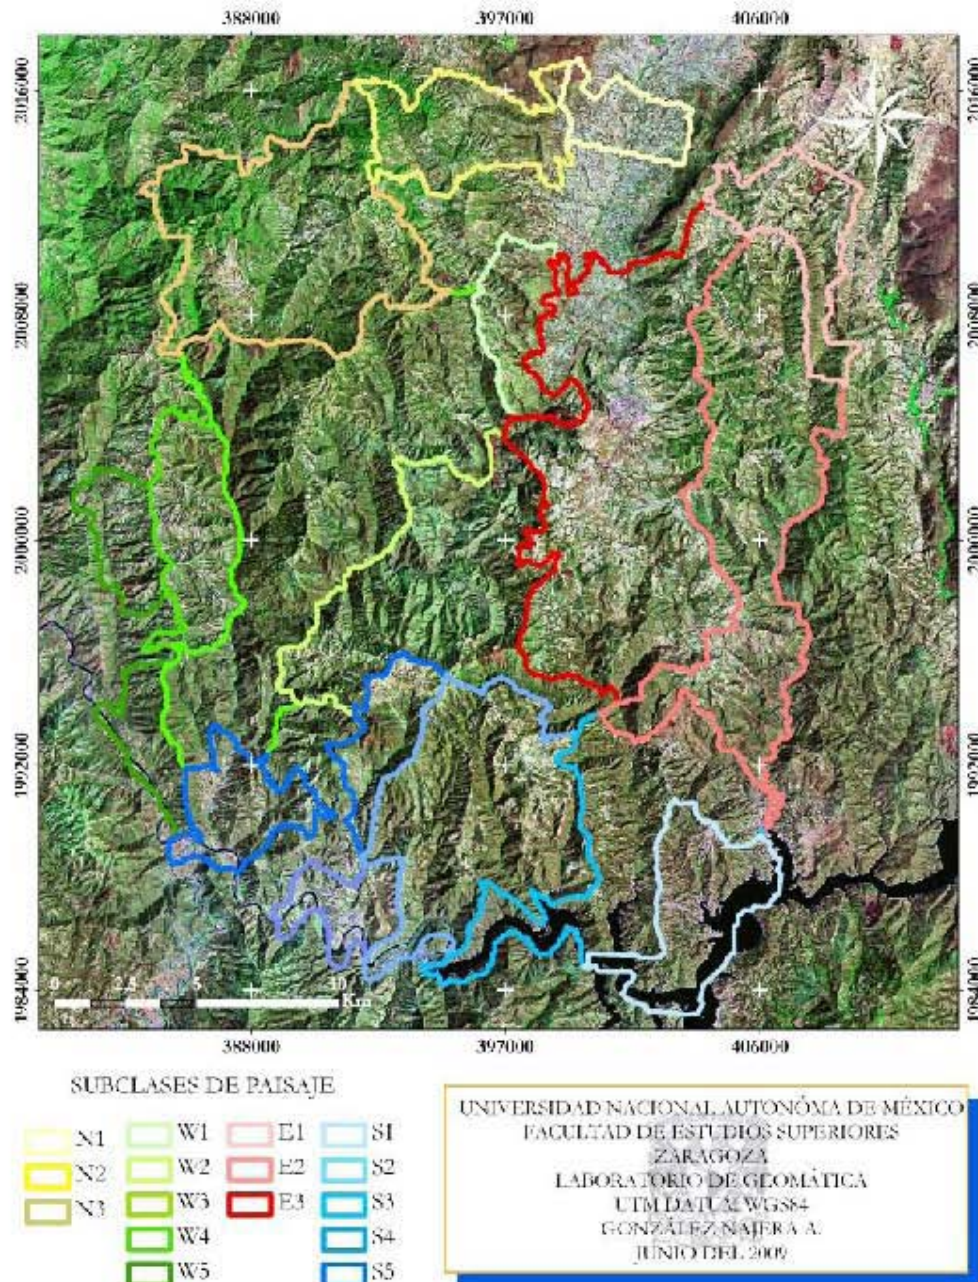 388000 397000 406000
2016000 2016000
2008000 2008000
2000000 2000000
1992000 1992000
1984000 1984000
0 2.5 5 10
Km
388000 397000 406000
SUBCLASES DE PAISAJE
N1 W1 E1 S1
N2 W2 E2 S2
N3 W3 E3 S3
W4 S4
W5 S5
UNIVERSIDAD NACIONAL AUTONÓMA DE MÉXICO
FACULTAD DE ESTUDIOS SUPERIORES
ZARAGOZA
LABORATORIO DE GEOMÁTICA
UTM DATUM WGS84
GONZÁLEZ NAJERA A.
JUNIO DEL 2009